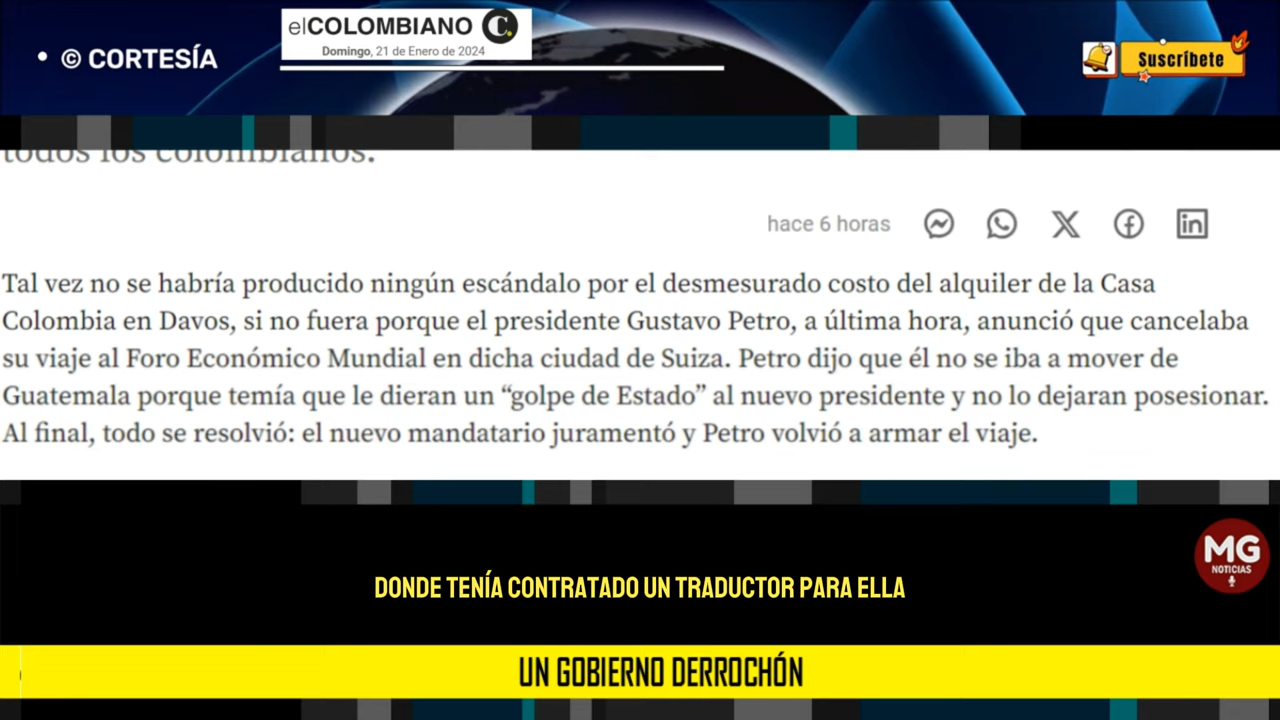 • © CORTESÍA
elCOLOMBIANO C.
Domingo, 21 de Enero de 2024
Suscríbete
todos los colombianos.
hace 6 horas
Tal vez no se habría producido ningún escándalo por el desmesurado costo del alquiler de la Casa
Colombia en Davos, si no fuera porque el presidente Gustavo Petro, a última hora, anunció que cancelaba
su viaje al Foro Económico Mundial en dicha ciudad de Suiza. Petro dijo que él no se iba a mover de
Guatemala porque temía que le dieran un “golpe de Estado” al nuevo presidente y no lo dejaran posesionar.
Al final, todo se resolvió: el nuevo mandatario juramentó y Petro volvió a armar el viaje.
MG
NOTICIAS
DONDE TENÍA CONTRATADO UN TRADUCTOR PARA ELLA
UN GOBIERNO DERROCHÓN